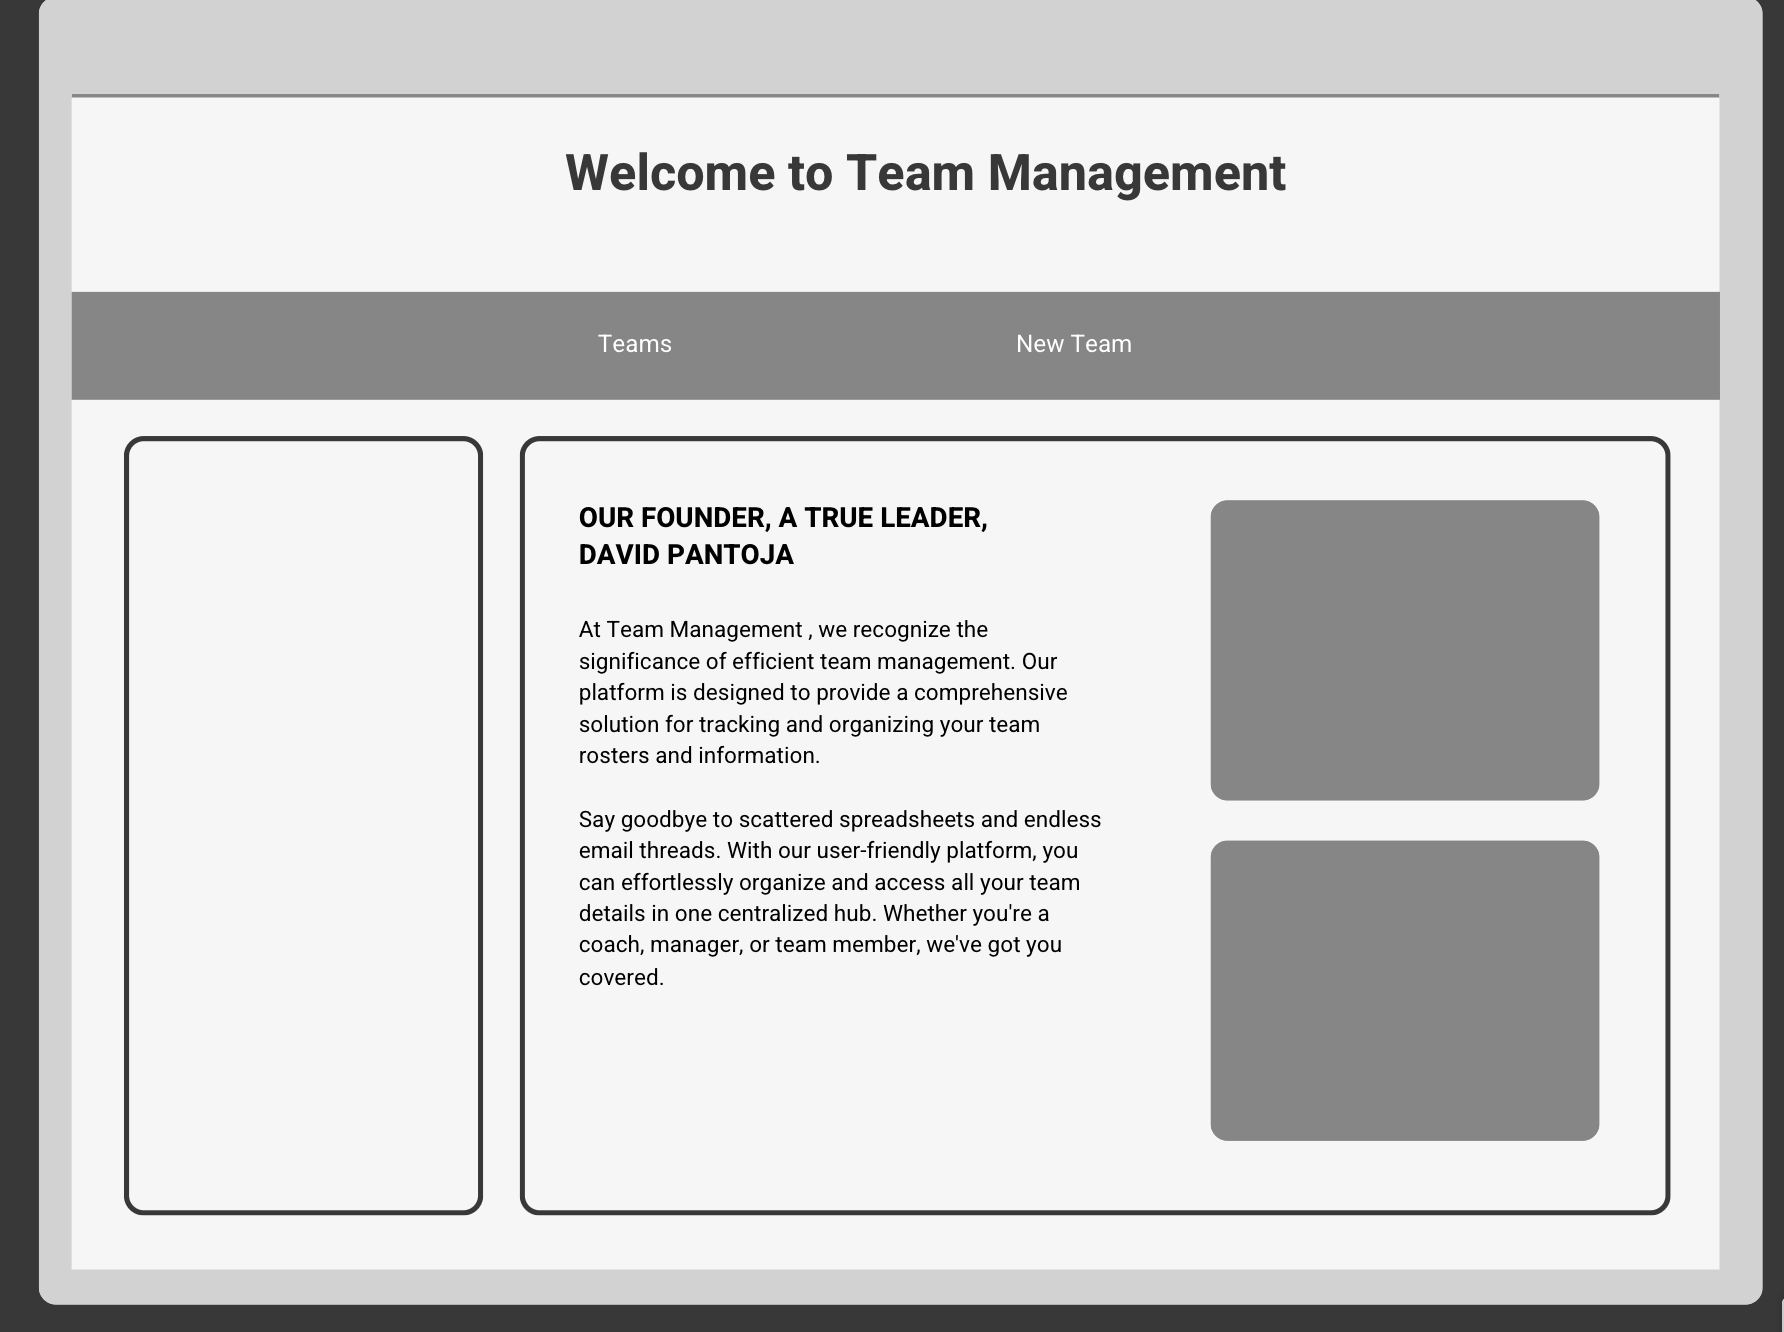 Welcome to Team Management
Teams
New Team
OUR FOUNDER, A TRUE LEADER,
DAVID PANTOJA
At Team Management , we recognize the
significance of efficient team management. Our
platform is designed to provide a comprehensive
solution for tracking and organizing your team
rosters and information.
Say goodbye to scattered spreadsheets and endless
email threads. With our user-friendly platform, you
can effortlessly organize and access all your team
details in one centralized hub. Whether you're a
coach, manager, or team member, we've got you
covered.